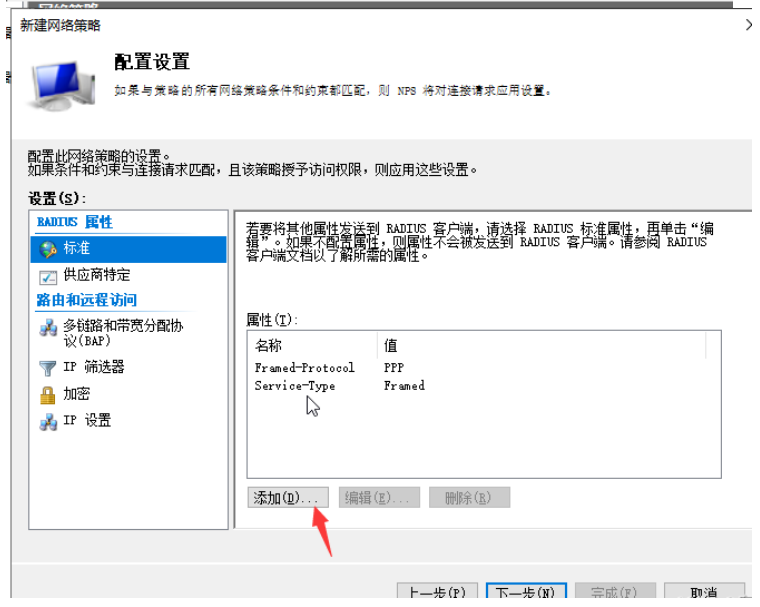 新建网络策略
配置设置
如果与策略的所有网络策略条件和约束都匹配，则 NPS 将对连接请求应用设置。
配置此网络策略的设置。
如果条件和约束与连接请求匹配，且该策略授予访问权限，则应用这些设置。
设置(S):
RADIUS 属性
标准
供应商特定
路由和远程访问
多链路和带宽分配协
议(BAP)
IP 筛选器
加密
IP 设置
若要将其他属性发送到 RADIUS 客户端，请选择 RADIUS 标准属性，再单击“编
辑”。如果不配置属性，则属性不会被发送到 RADIUS 客户端。请参阅 RADIUS
客户端文档以了解所需的属性。
属性(T):
名称 值
Framed-Protocol PPP
Service-Type Framed
添加(D)... 编辑(E)... 删除(R)
上一步(P) 下一步(N) 完成(F) 取消